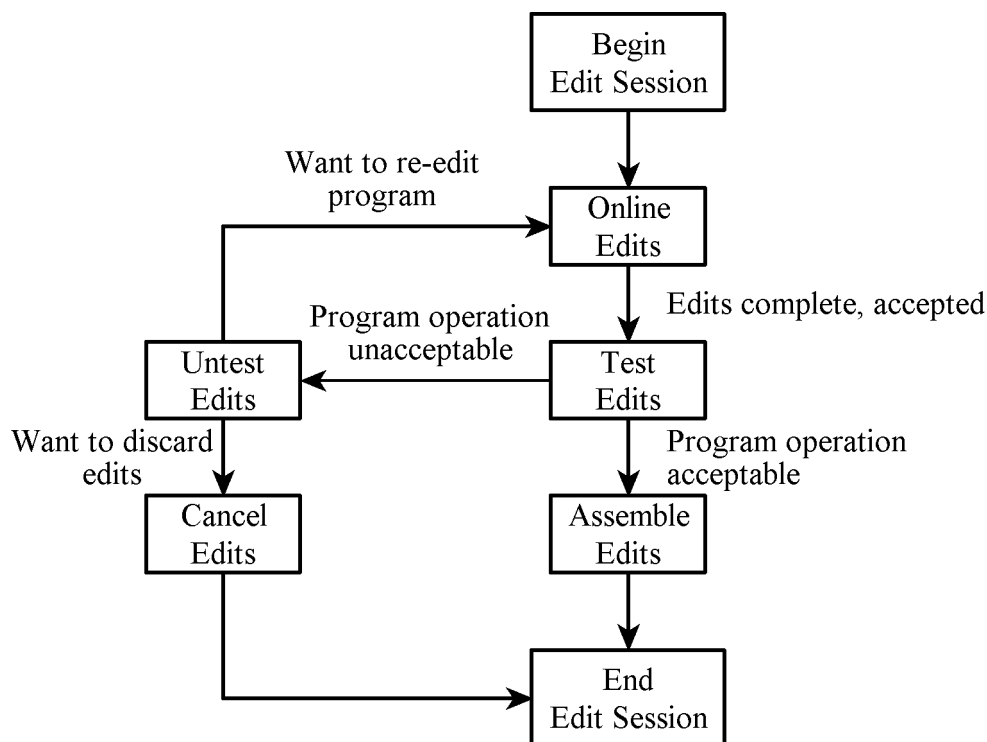 Begin
Edit Session
Want to re-edit
program
Online
Edits
Edits complete, accepted
Program operation
unacceptable
Untest
Edits
Test
Edits
Want to discard
edits
Program operation
acceptable
Cancel
Edits
Assemble
Edits
End
Edit Session